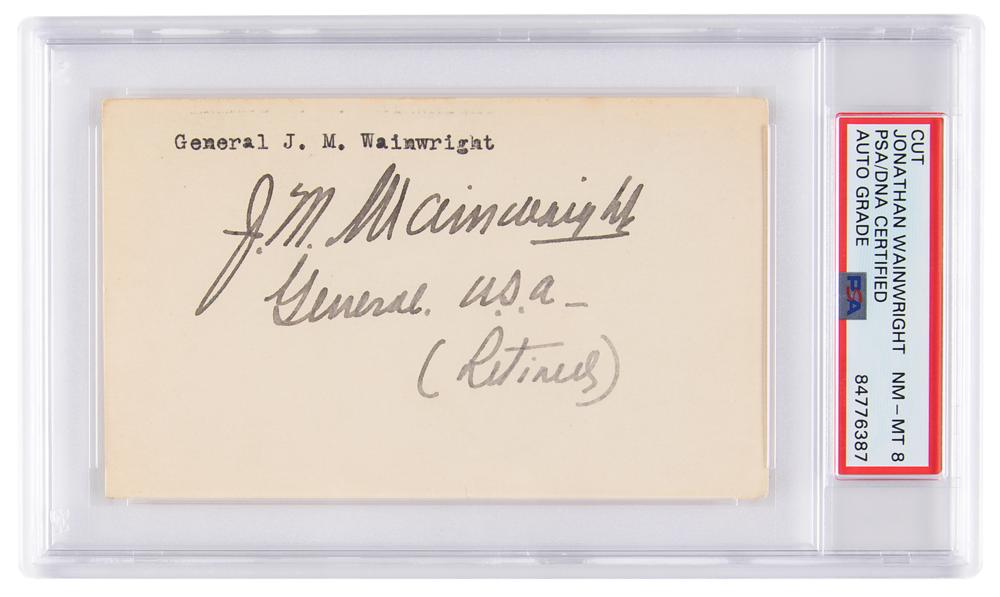 General J. M. Wainwright
J. M. Wainwright
General. U.S.A –
(Retired)
CUT
JONATHAN WAINWRIGHT NM – MT 8
PSA/DNA CERTIFIED
AUTO GRADE 84776387
PSA